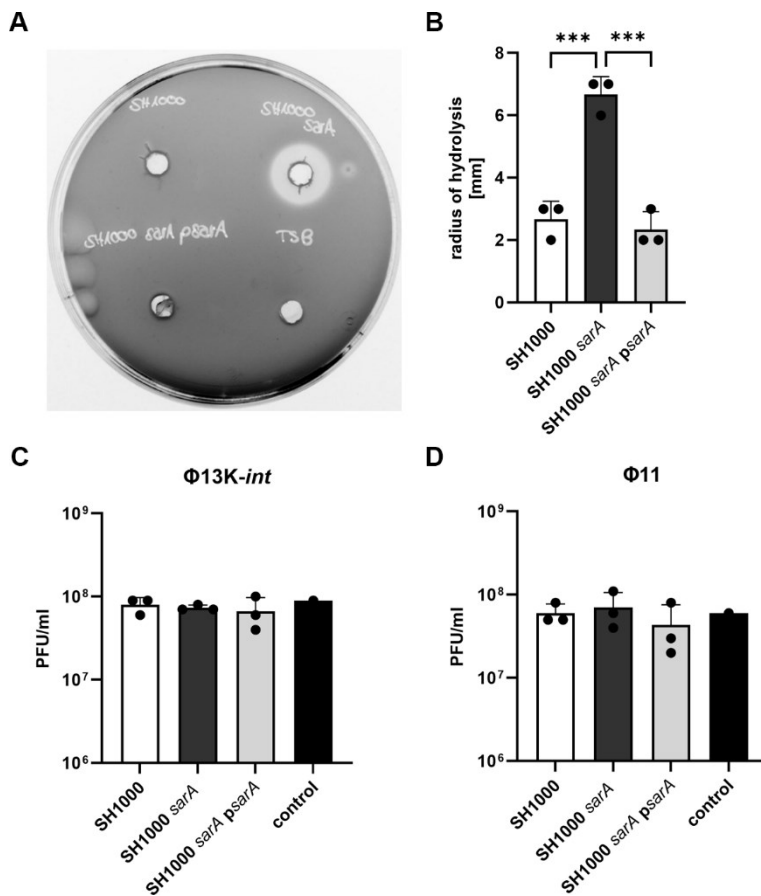 A
SH1000
SH1000
sarA
SH1000 sarA psarA
TSB
B
***
***
radius of hydrolysis
[mm]
8
6
4
2
0
SH1000
SH1000 sarA
SH1000 sarA psarA
C
Φ13K-int
PFU/ml
10⁹
10⁸
10⁷
10⁶
SH1000
SH1000 sarA
SH1000 sarA psarA
control
D
Φ11
PFU/ml
10⁹
10⁸
10⁷
10⁶
SH1000
SH1000 sarA
SH1000 sarA psarA
control